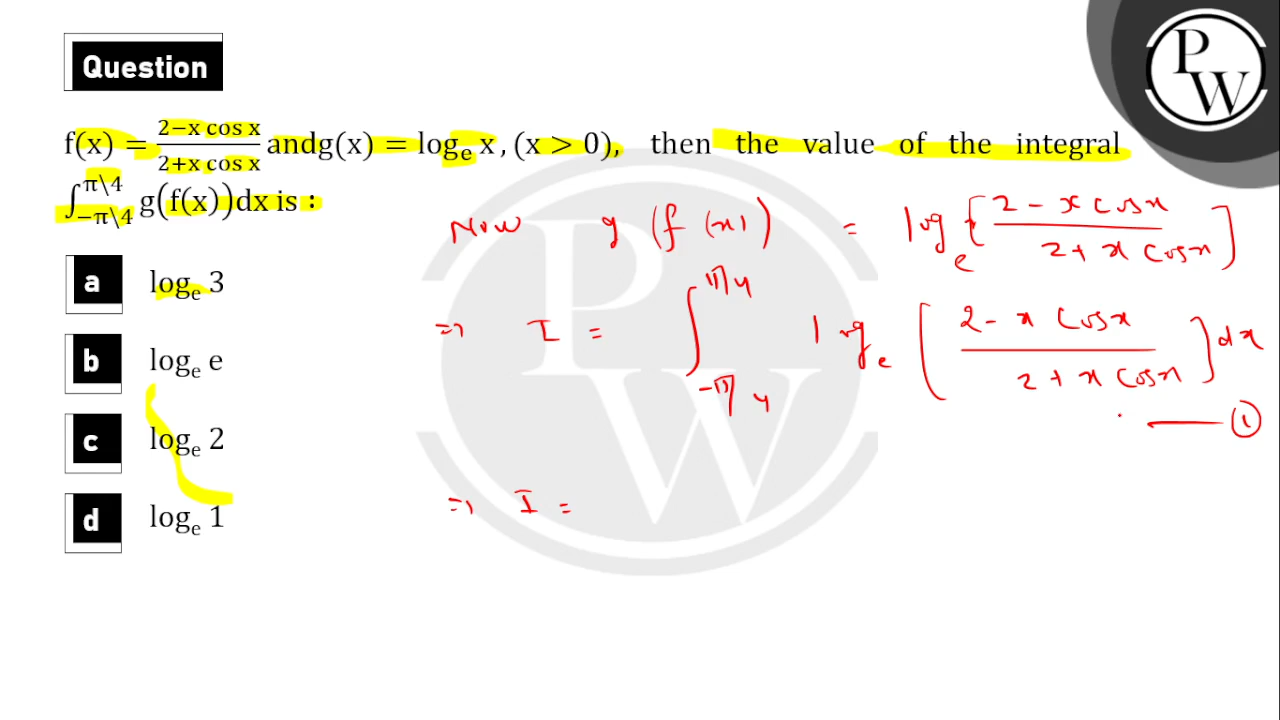 Question
P
W
f(x) = 2−x cos x / 2+x cos x andg(x) = logₑ x , (x > 0), then the value of the integral
∫_−π\4^π\4 g(f(x))dx is :
a logₑ 3
b logₑ e
c logₑ 2
d logₑ 1
Now g (f (x)) = logₑ [2 - x cos x / 2 + x cos x]
⇒ I = ∫_-π/4^π/4 logₑ [2 - x cos x / 2 + x cos x] dx
—— ①
⇒ I =
P
W